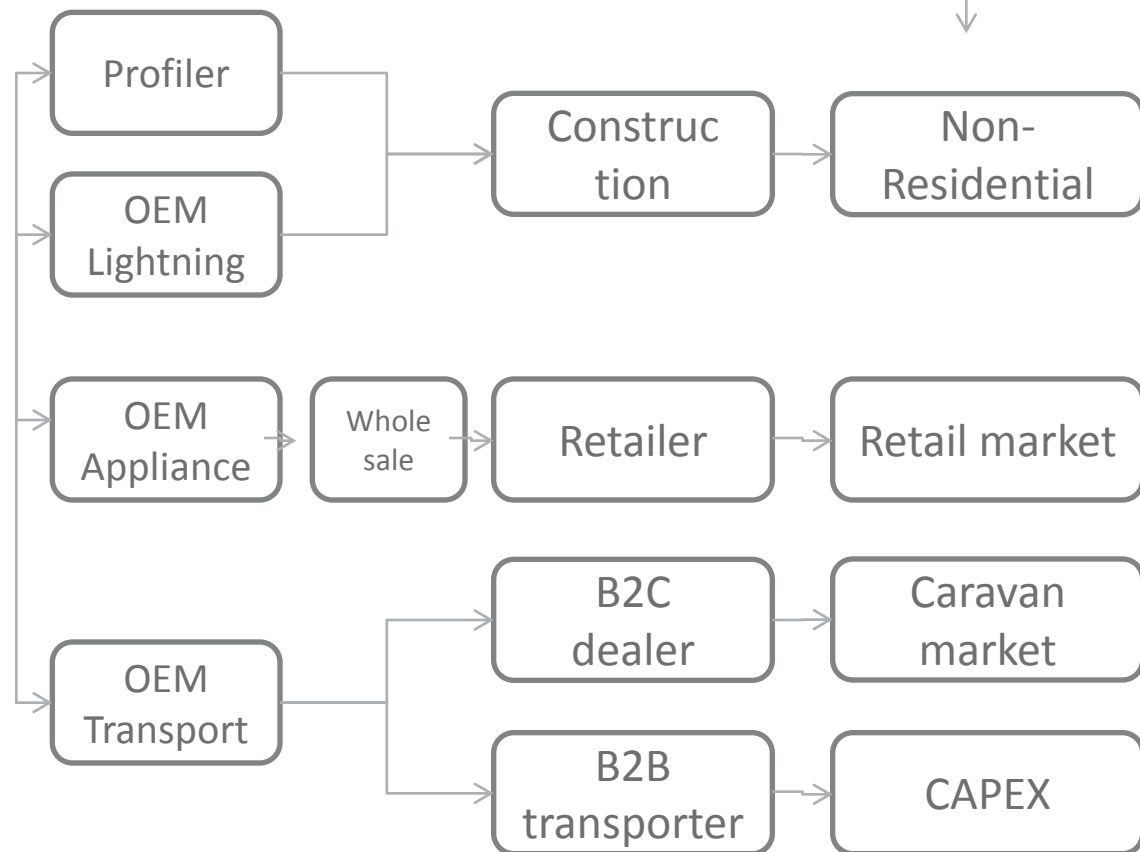 Profiler
OEM
Lightning
Construc
tion
Non-
Residential
OEM
Appliance
Whole
sale
Retailer
Retail market
OEM
Transport
B2C
dealer
Caravan
market
B2B
transporter
CAPEX